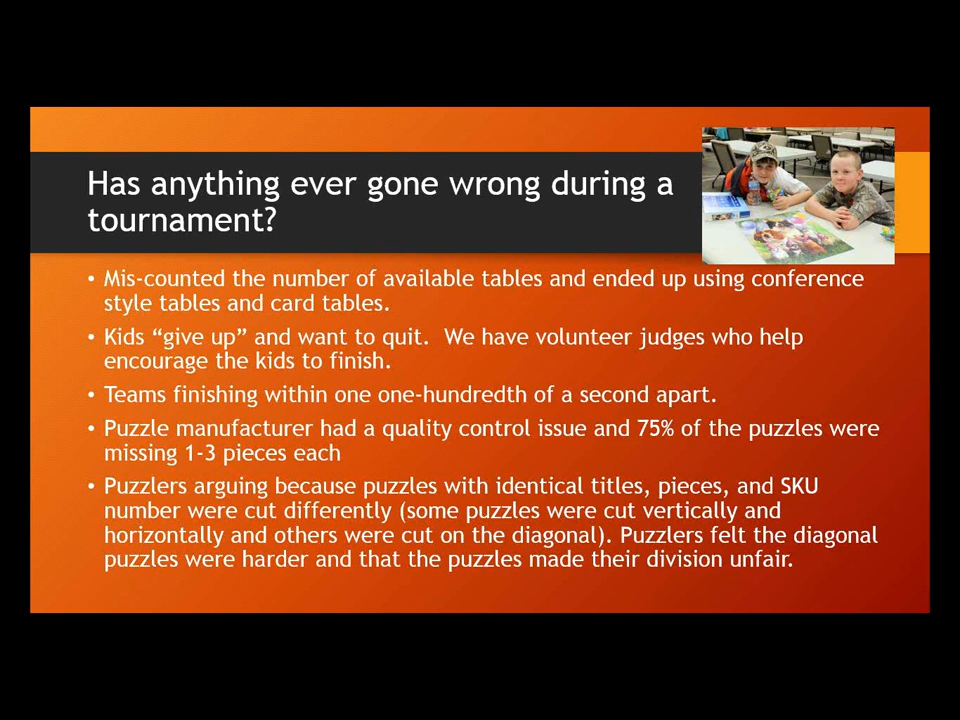 Has anything ever gone wrong during a
tournament?
• Mis-counted the number of available tables and ended up using conference
style tables and card tables.
• Kids “give up” and want to quit.  We have volunteer judges who help
encourage the kids to finish.
• Teams finishing within one one-hundredth of a second apart.
• Puzzle manufacturer had a quality control issue and 75% of the puzzles were
missing 1-3 pieces each
• Puzzlers arguing because puzzles with identical titles, pieces, and SKU
number were cut differently (some puzzles were cut vertically and
horizontally and others were cut on the diagonal). Puzzlers felt the diagonal
puzzles were harder and that the puzzles made their division unfair.